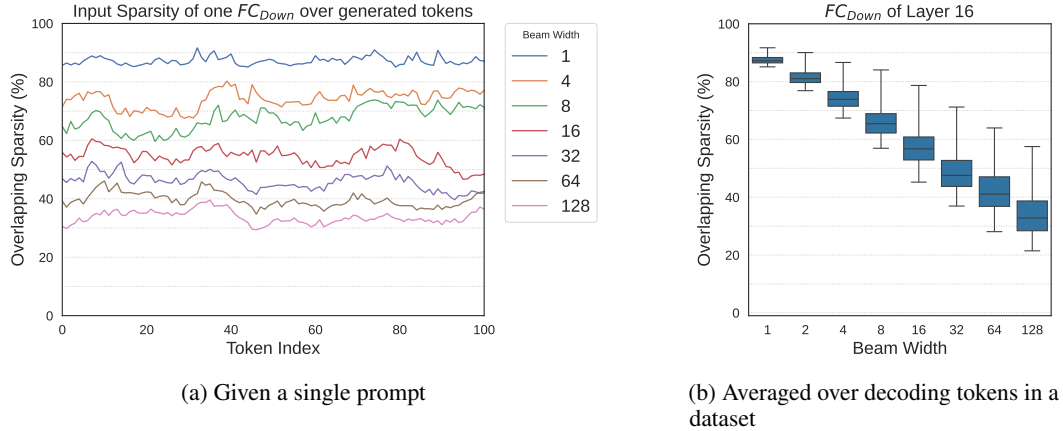 Input Sparsity of one FC_Down over generated tokens
100
80
60
40
20
0
Overlapping Sparsity (%)
0 20 40 60 80 100
Token Index
Beam Width
1
4
8
16
32
64
128
(a) Given a single prompt
FC_Down of Layer 16
100
80
60
40
20
0
Overlapping Sparsity (%)
1 2 4 8 16 32 64 128
Beam Width
(b) Averaged over decoding tokens in a
dataset